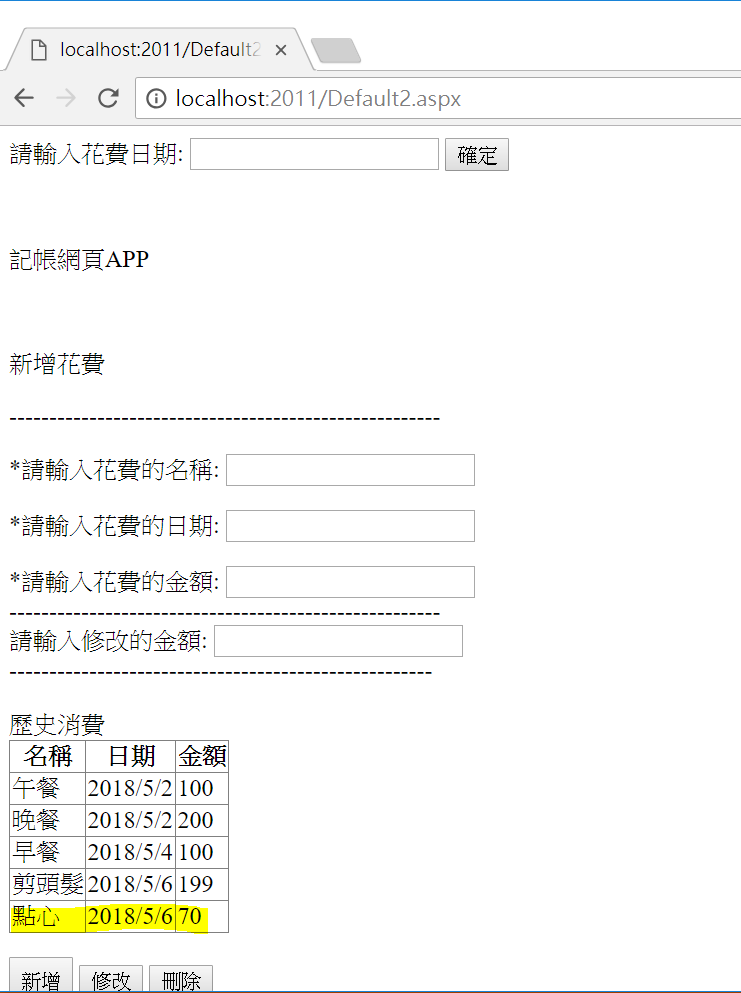 localhost:2011/Default2
localhost:2011/Default2.aspx
請輸入花費日期: 確定
記帳網頁APP
新增花費
------------------------------------------------------
*請輸入花費的名稱:
*請輸入花費的日期:
*請輸入花費的金額:
------------------------------------------------------
請輸入修改的金額:
-----------------------------------------------------
歷史消費
名稱 日期 金額
午餐 2018/5/2 100
晚餐 2018/5/2 200
早餐 2018/5/4 100
剪頭髮 2018/5/6 199
點心 2018/5/6 70
新增 修改 刪除